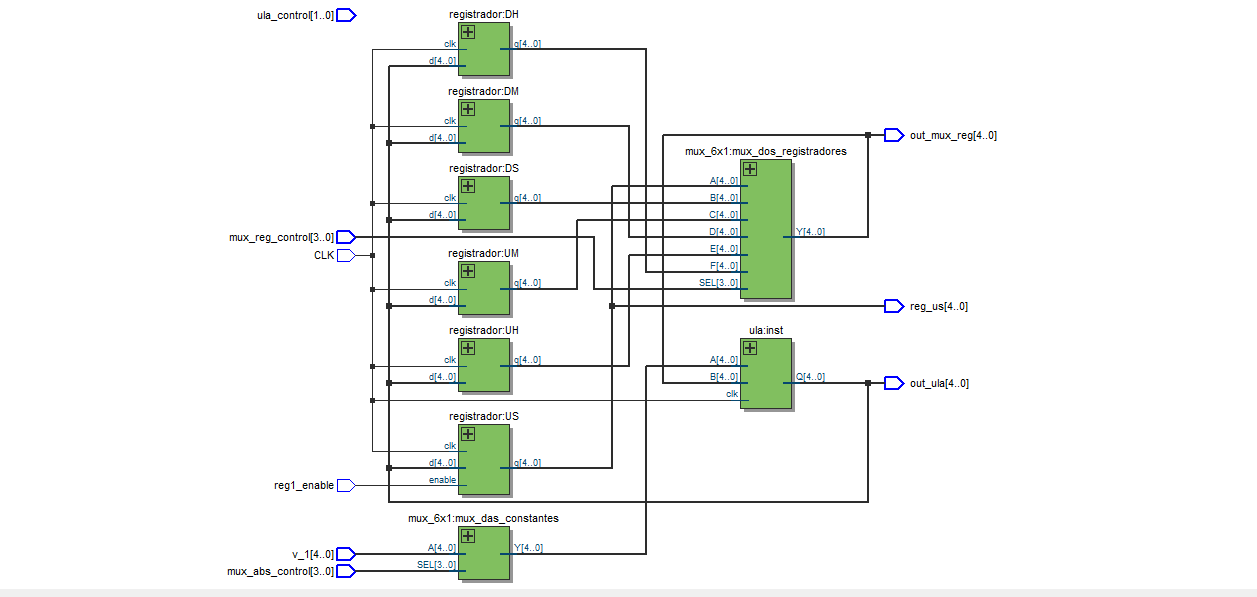 ula_control[1..0]
registrador:DH
clk
d[4..0]
q[4..0]
registrador:DM
clk
d[4..0]
q[4..0]
registrador:DS
clk
d[4..0]
q[4..0]
mux_reg_control[3..0]
CLK
registrador:UM
clk
d[4..0]
q[4..0]
registrador:UH
clk
d[4..0]
q[4..0]
registrador:US
clk
d[4..0]
enable
q[4..0]
reg1_enable
mux_6x1:mux_das_constantes
A[4..0]
SEL[3..0]
Y[4..0]
v_1[4..0]
mux_abs_control[3..0]
mux_6x1:mux_dos_registradores
A[4..0]
B[4..0]
C[4..0]
D[4..0]
E[4..0]
F[4..0]
SEL[3..0]
Y[4..0]
out_mux_reg[4..0]
reg_us[4..0]
ula:inst
A[4..0]
B[4..0]
clk
Q[4..0]
out_ula[4..0]